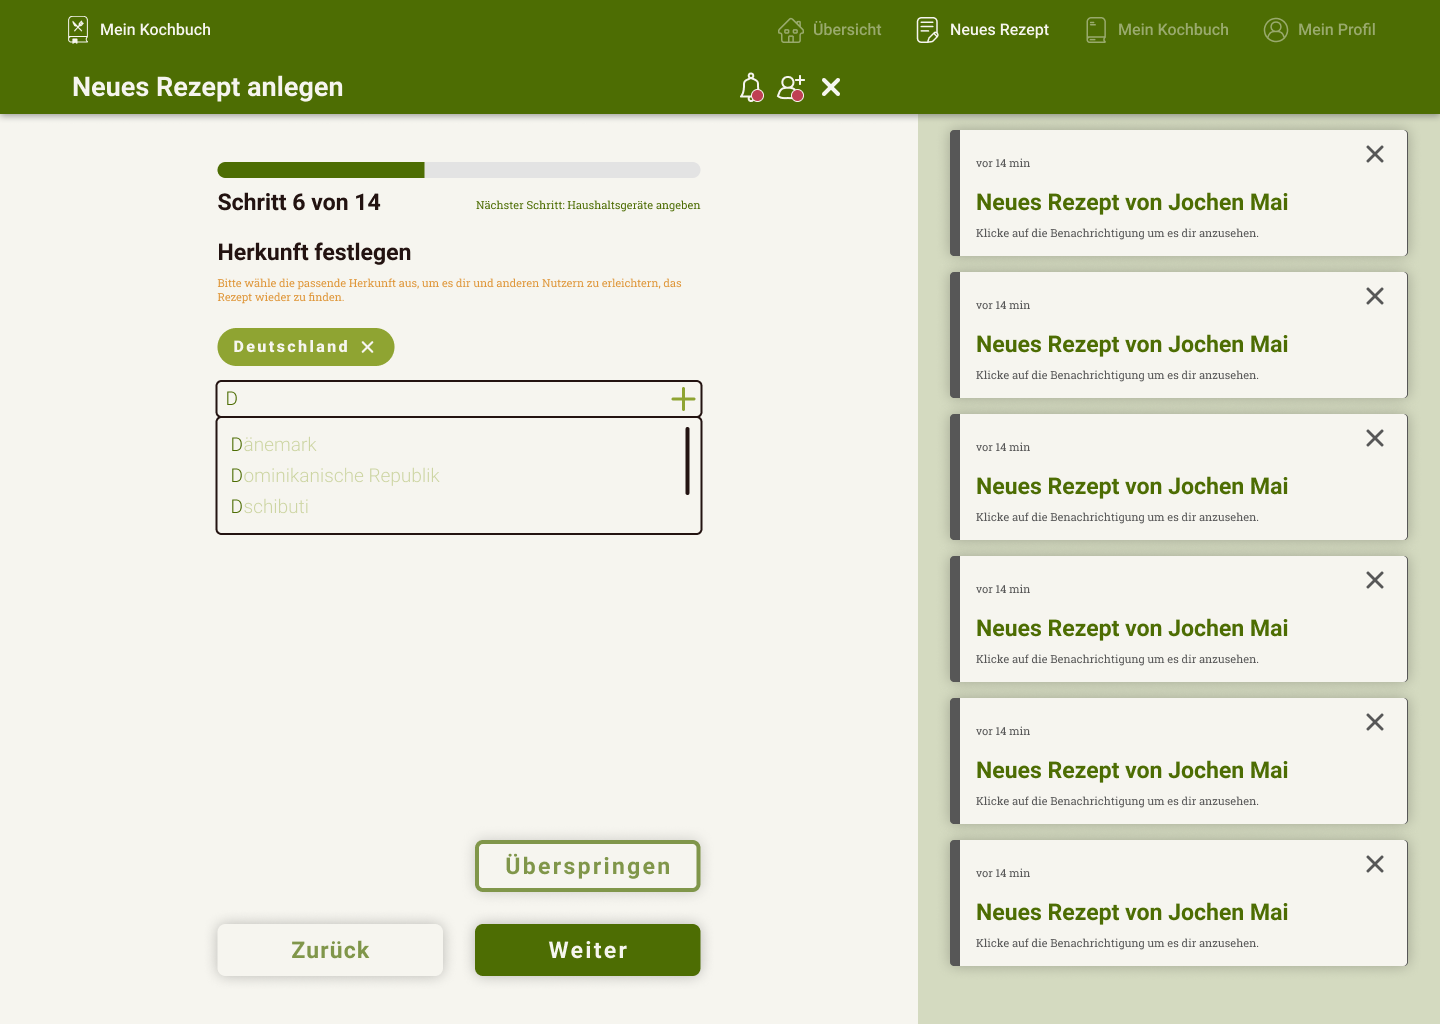 Mein Kochbuch
Übersicht
Neues Rezept
Mein Kochbuch
Mein Profil
Neues Rezept anlegen
Schritt 6 von 14
Nächster Schritt: Haushaltsgeräte angeben
Herkunft festlegen
Bitte wähle die passende Herkunft aus, um es dir und anderen Nutzern zu erleichtern, das
Rezept wieder zu finden.
Deutschland
D
Dänemark
Dominikanische Republik
Dschibuti
Überspringen
Zurück
Weiter
vor 14 min
Neues Rezept von Jochen Mai
Klicke auf die Benachrichtigung um es dir anzusehen.
vor 14 min
Neues Rezept von Jochen Mai
Klicke auf die Benachrichtigung um es dir anzusehen.
vor 14 min
Neues Rezept von Jochen Mai
Klicke auf die Benachrichtigung um es dir anzusehen.
vor 14 min
Neues Rezept von Jochen Mai
Klicke auf die Benachrichtigung um es dir anzusehen.
vor 14 min
Neues Rezept von Jochen Mai
Klicke auf die Benachrichtigung um es dir anzusehen.
vor 14 min
Neues Rezept von Jochen Mai
Klicke auf die Benachrichtigung um es dir anzusehen.